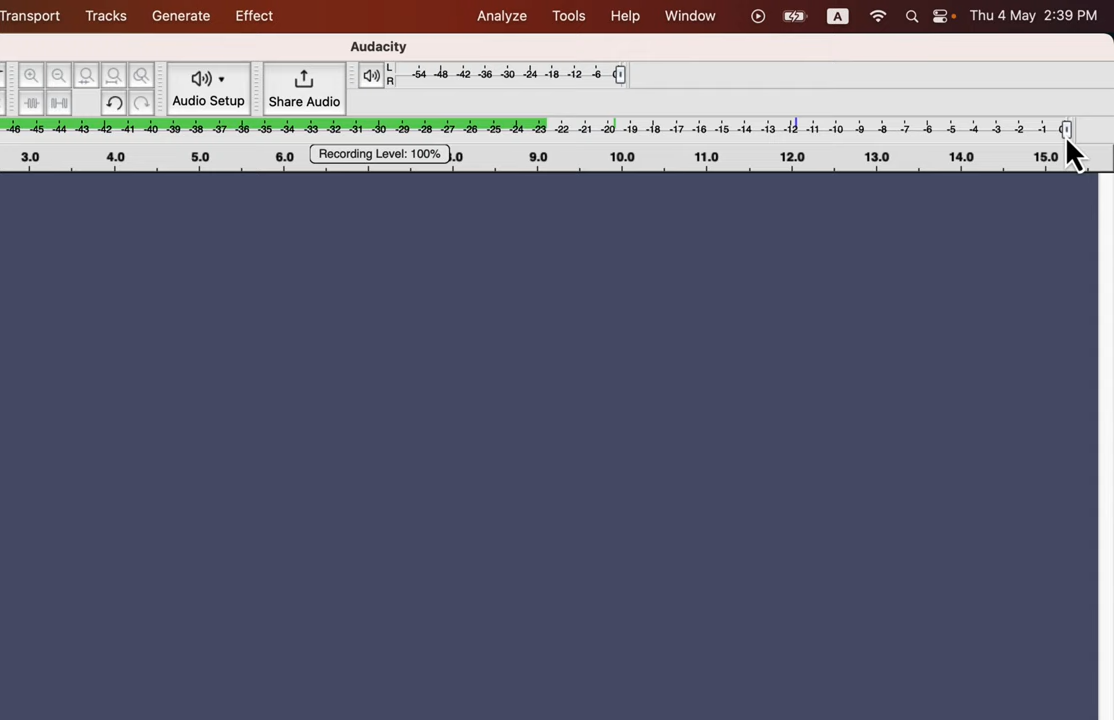 Transport Tracks Generate Effect Analyze Tools Help Window A Thu 4 May 2:39 PM
Audacity
L
R
-54 -48 -42 -36 -30 -24 -18 -12 -6
Audio Setup
Share Audio
-46 -45 -44 -43 -42 -41 -40 -39 -38 -37 -36 -35 -34 -33 -32 -31 -30 -29 -28 -27 -26 -25 -24 -23 -22 -21 -20 -19 -18 -17 -16 -15 -14 -13 -12 -11 -10 -9 -8 -7 -6 -5 -4 -3 -2 -1
Recording Level: 100%
3.0 4.0 5.0 6.0 9.0 10.0 11.0 12.0 13.0 14.0 15.0